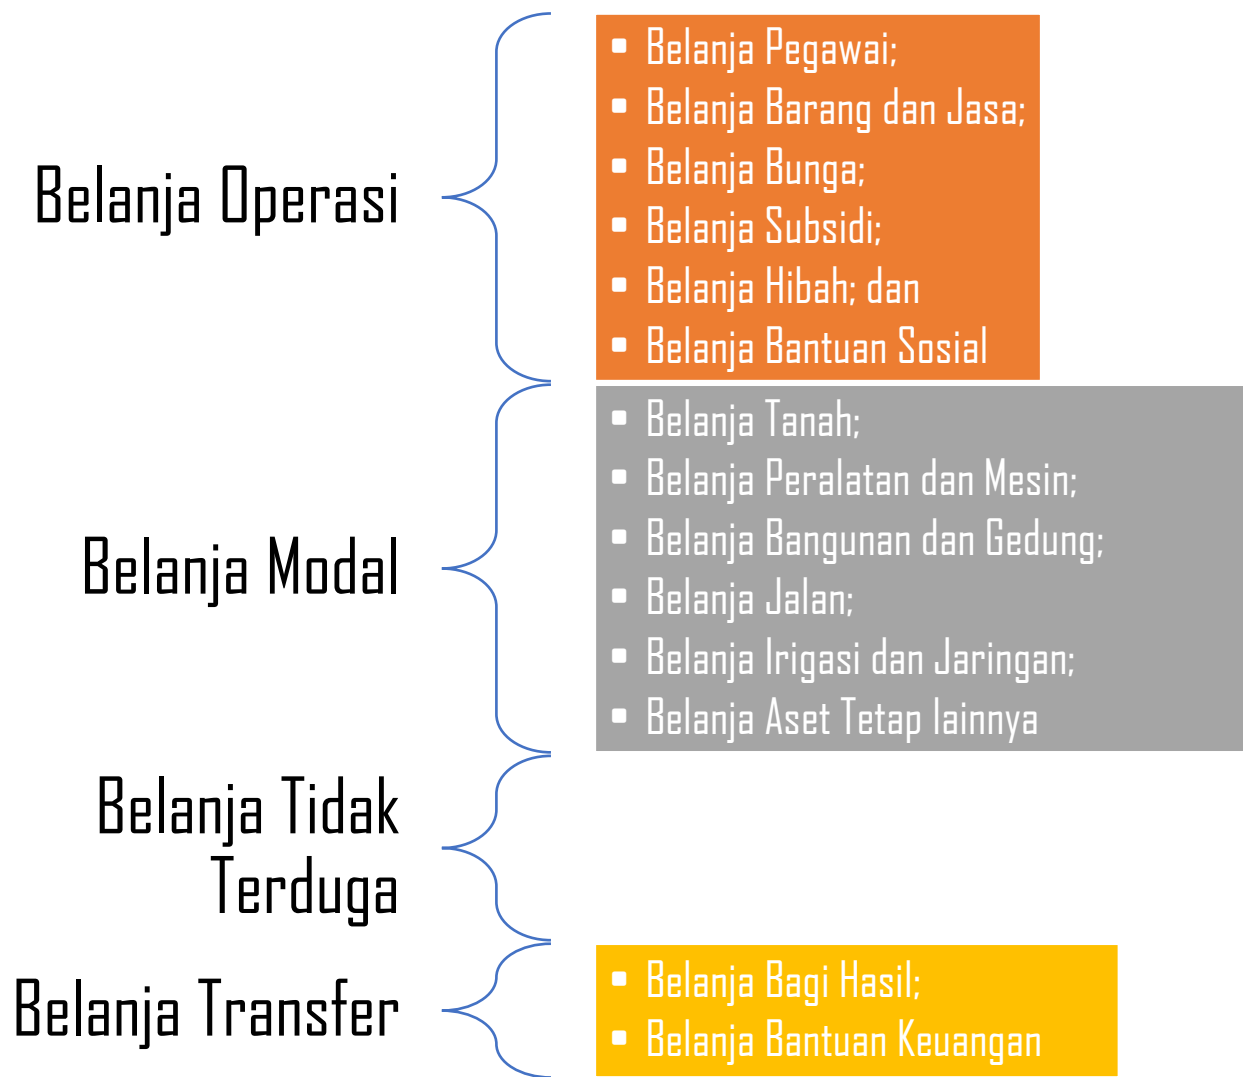 Belanja Operasi
▪ Belanja Pegawai;
▪ Belanja Barang dan Jasa;
▪ Belanja Bunga;
▪ Belanja Subsidi;
▪ Belanja Hibah; dan
▪ Belanja Bantuan Sosial
Belanja Modal
▪ Belanja Tanah;
▪ Belanja Peralatan dan Mesin;
▪ Belanja Bangunan dan Gedung;
▪ Belanja Jalan;
▪ Belanja Irigasi dan Jaringan;
▪ Belanja Aset Tetap lainnya
Belanja Tidak
Terduga
Belanja Transfer
▪ Belanja Bagi Hasil;
▪ Belanja Bantuan Keuangan